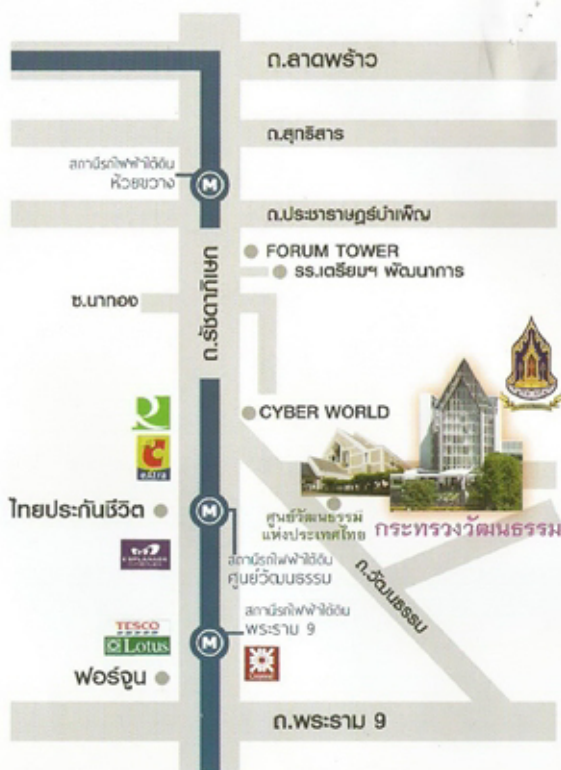 ถ.ลาดพร้าว
ถ.สุทธิสาร
สถานีรถไฟฟ้าใต้ดิน
ห้วยขวาง
M
ถ.ประชาราษฎร์บำเพ็ญ
FORUM TOWER
รร.เตรียมฯ พัฒนาการ
ถ.รัชดาภิเษก
ซ.นาทอง
CYBER WORLD
Big C
extra
ไทยประกันชีวิต
M
ศูนย์วัฒนธรรม
แห่งประเทศไทย
กระทรวงวัฒนธรรม
ESPLANADE
สถานีรถไฟฟ้าใต้ดิน
ศูนย์วัฒนธรรม
ถ.วัฒนธรรม
สถานีรถไฟฟ้าใต้ดิน
พระราม 9
TESCO
Lotus
M
ฟอร์จูน
ถ.พระราม 9